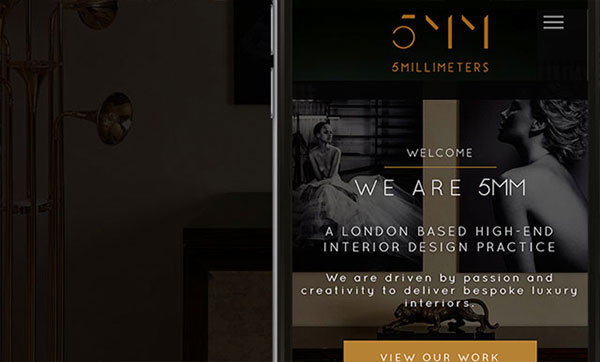 5MM
5MILLIMETERS
WELCOME
WE ARE 5MM
A LONDON BASED HIGH-END
INTERIOR DESIGN PRACTICE
We are driven by passion and
creativity to deliver bespoke luxury
interiors.
VIEW OUR WORK